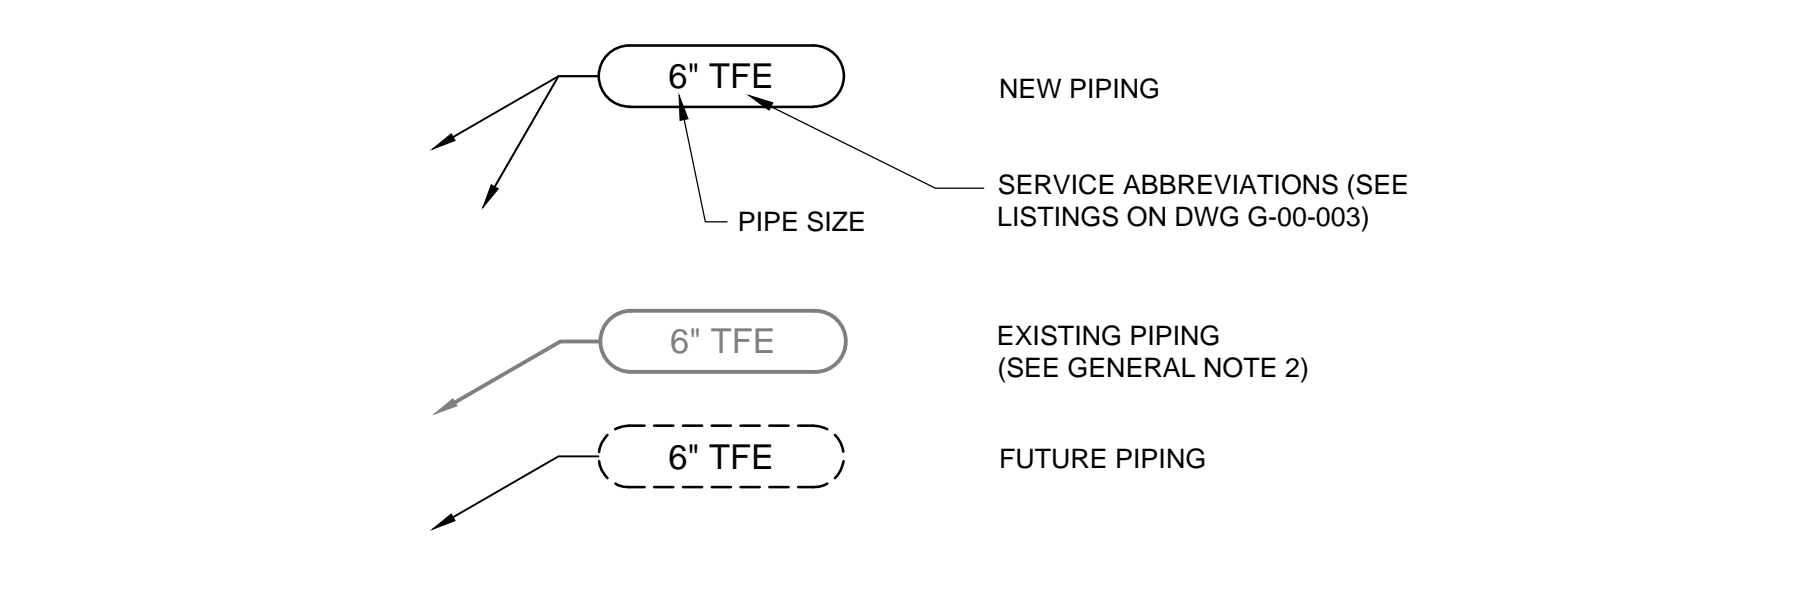 6" TFE
NEW PIPING
SERVICE ABBREVIATIONS (SEE
LISTINGS ON DWG G-00-003)
PIPE SIZE
6" TFE
EXISTING PIPING
(SEE GENERAL NOTE 2)
6" TFE
FUTURE PIPING